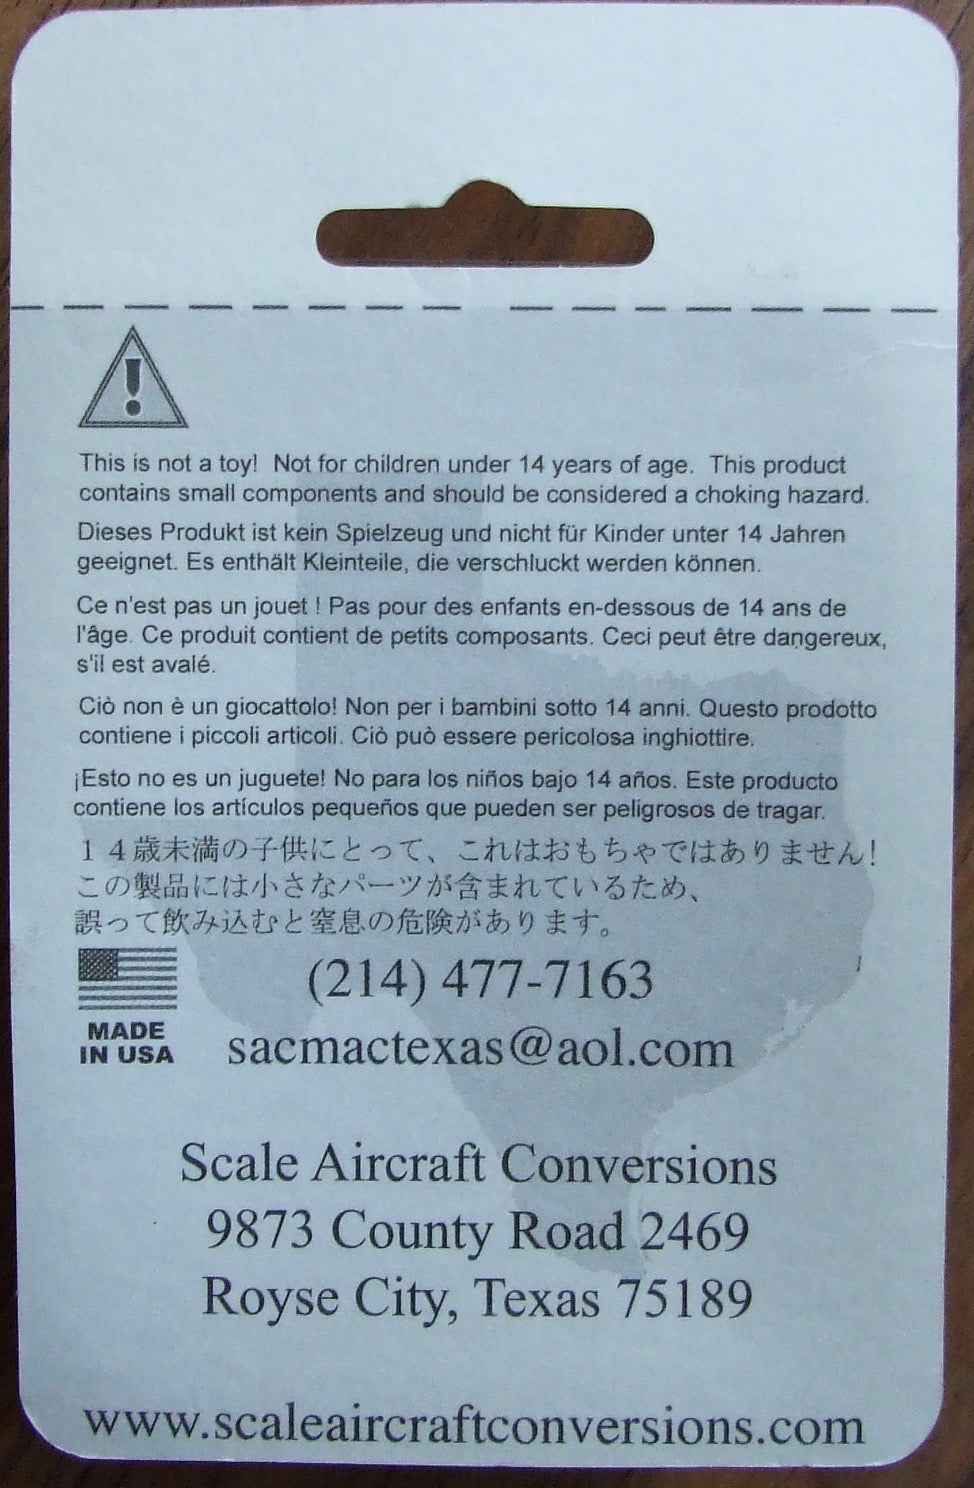 This is not a toy!  Not for children under 14 years of age.  This product
contains small components and should be considered a choking hazard.
Dieses Produkt ist kein Spielzeug und nicht für Kinder unter 14 Jahren
geeignet. Es enthält Kleinteile, die verschluckt werden können.
Ce n'est pas un jouet ! Pas pour des enfants en-dessous de 14 ans de
l'âge. Ce produit contient de petits composants. Ceci peut être dangereux,
s'il est avalé.
Ciò non è un giocattolo! Non per i bambini sotto 14 anni. Questo prodotto
contiene i piccoli articoli. Ciò può essere pericolosa inghiottire.
¡Esto no es un juguete! No para los niños bajo 14 años. Este producto
contiene los artículos pequeños que pueden ser peligrosos de tragar.
１４歳未満の子供にとって、これはおもちゃではありません!
この製品には小さなパーツが含まれているため、
誤って飲み込むと窒息の危険があります。
(214) 477-7163
MADE
IN USA
sacmactexas@aol.com
Scale Aircraft Conversions
9873 County Road 2469
Royse City, Texas 75189
www.scaleaircraftconversions.com